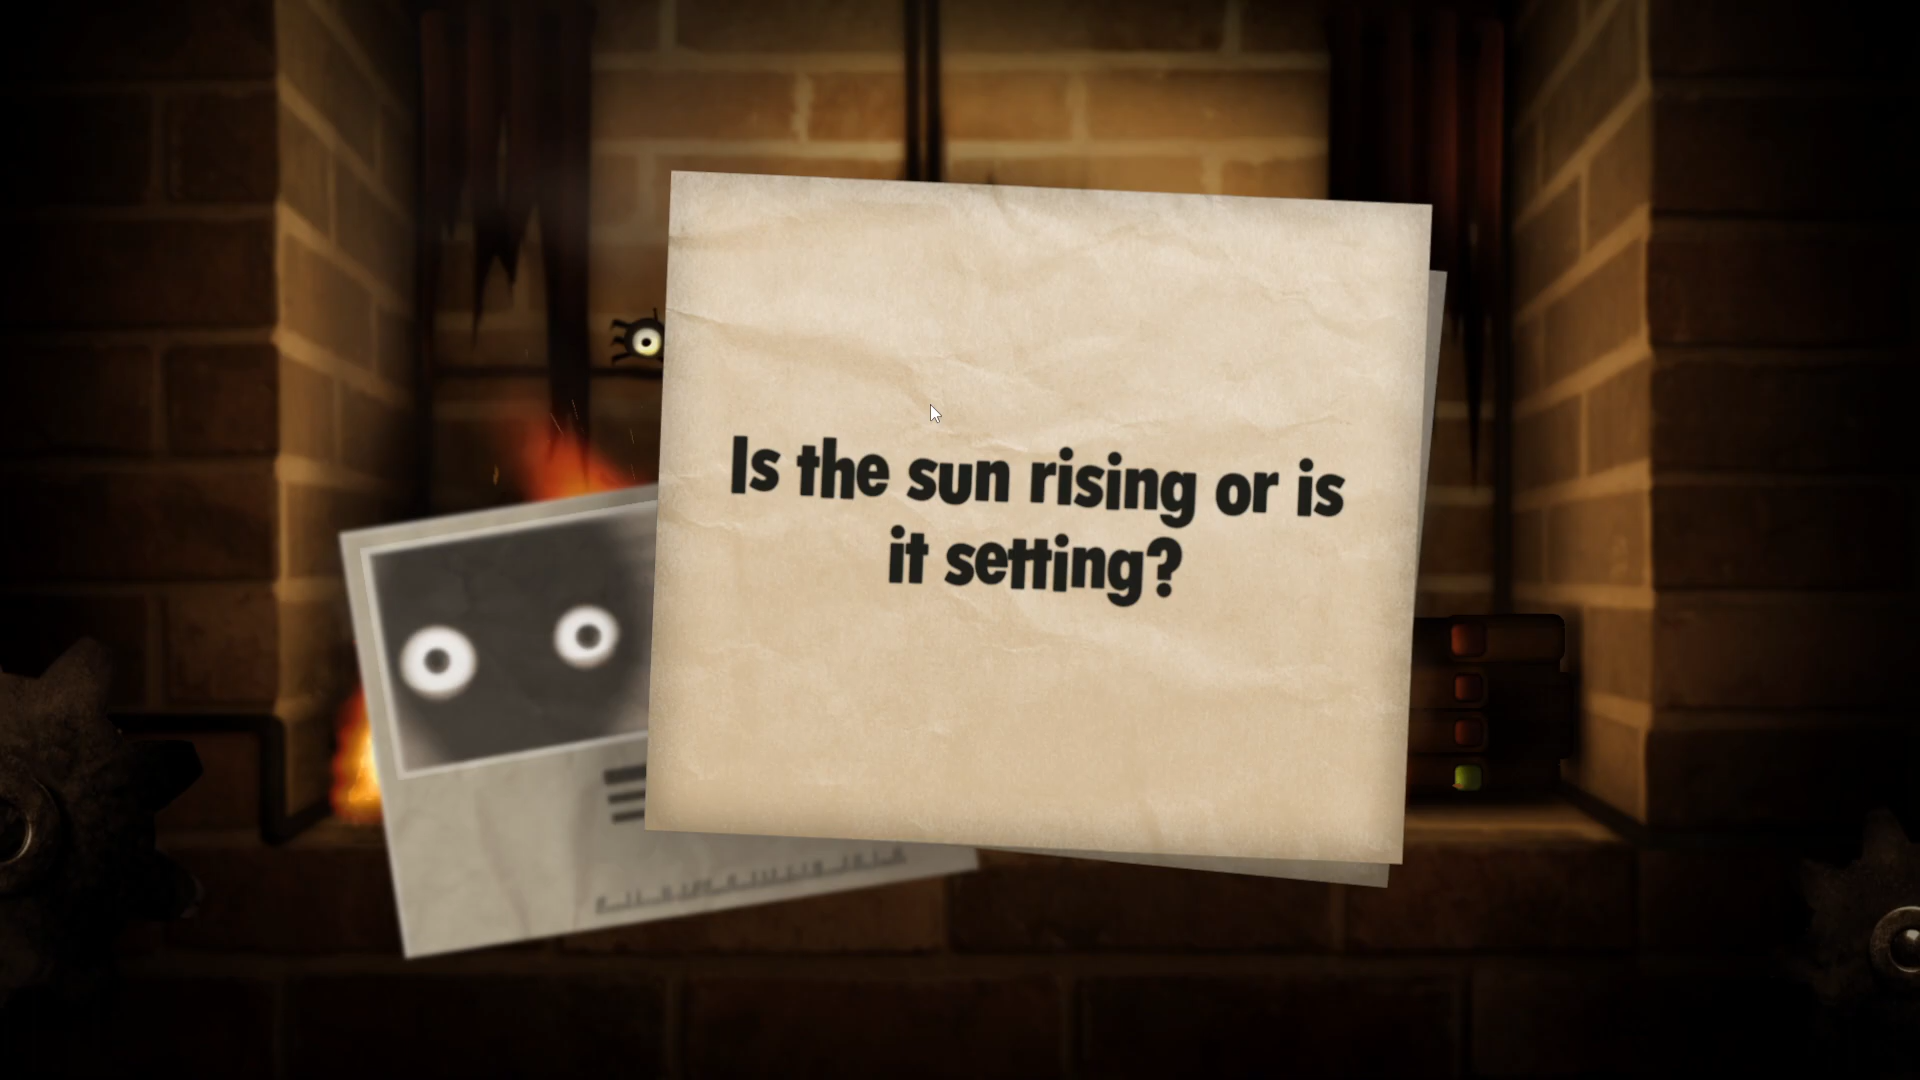 Is the sun rising or is
it setting?